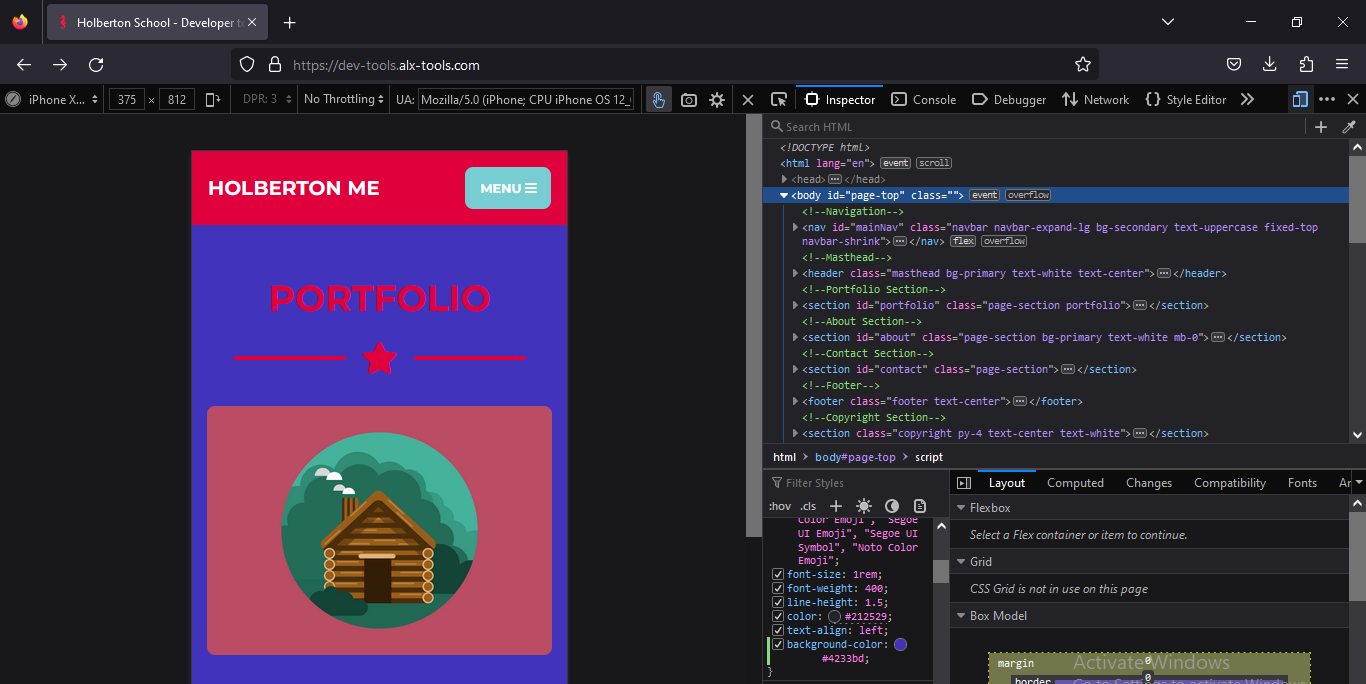 Holberton School - Developer t
https://dev-tools.alx-tools.com
iPhone X... 375 × 812 DPR: 3 No Throttling UA: Mozilla/5.0 (iPhone; CPU iPhone OS 12_
Inspector Console Debugger Network Style Editor
Search HTML
<!DOCTYPE html>
<html lang="en"> event scroll
<head> ••• </head>
<body id="page-top" class=""> event overflow
<!--Navigation-->
<nav id="mainNav" class="navbar navbar-expand-lg bg-secondary text-uppercase fixed-top
navbar-shrink"> ••• </nav> flex overflow
<!--Masthead-->
<header class="masthead bg-primary text-white text-center"> ••• </header>
<!--Portfolio Section-->
<section id="portfolio" class="page-section portfolio"> ••• </section>
<!--About Section-->
<section id="about" class="page-section bg-primary text-white mb-0"> ••• </section>
<!--Contact Section-->
<section id="contact" class="page-section"> ••• </section>
<!--Footer-->
<footer class="footer text-center"> ••• </footer>
<!--Copyright Section-->
<section class="copyright py-4 text-center text-white"> ••• </section>
html > body#page-top > script
HOLBERTON ME
MENU
PORTFOLIO
Filter Styles
:hov .cls
Color Emoji", "Segoe
UI Emoji", "Segoe UI
Symbol", "Noto Color
Emoji";
font-size: 1rem;
font-weight: 400;
line-height: 1.5;
color: #212529;
text-align: left;
background-color:
#4233bd;
}
Layout Computed Changes Compatibility Fonts Ar
Flexbox
Select a Flex container or item to continue.
Grid
CSS Grid is not in use on this page
Box Model
margin 0
border 0
Activate Windows
Go to Settings to activate Windows